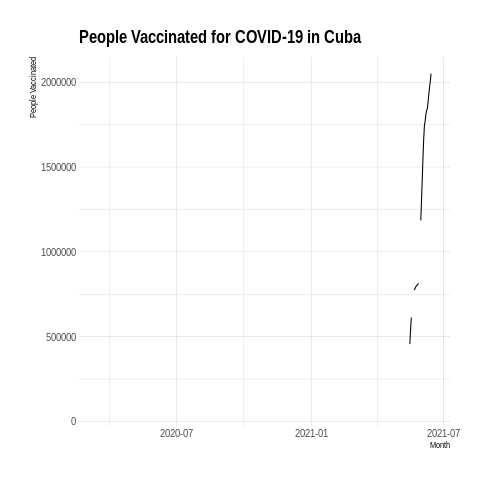 People Vaccinated for COVID-19 in Cuba
People Vaccinated
2000000
1500000
1000000
500000
0
2020-07
2021-01
2021-07
Month